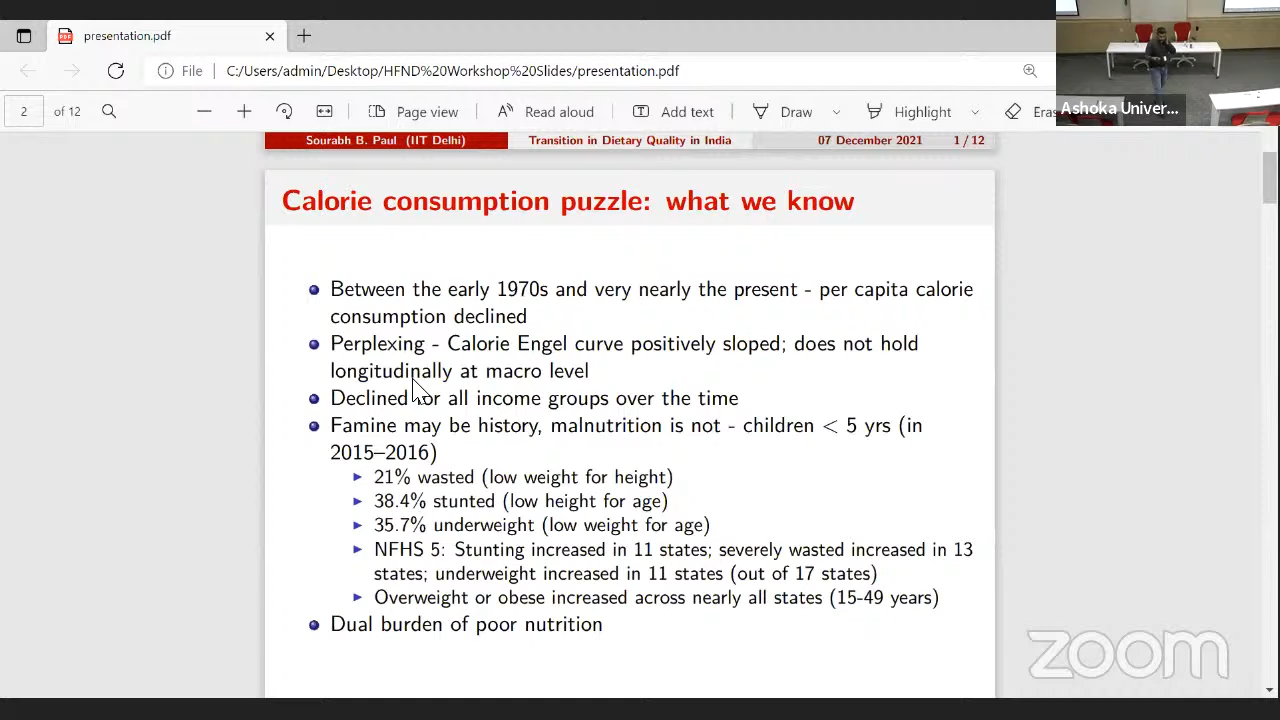 presentation.pdf
File
C:/Users/admin/Desktop/HFND%20Workshop%20Slides/presentation.pdf
2
of 12
Page view
Read aloud
Add text
Draw
Highlight
Eras
Ashoka Univer...
Sourabh B. Paul (IIT Delhi)
Transition in Dietary Quality in India
07 December 2021
1 / 12
Calorie consumption puzzle: what we know
Between the early 1970s and very nearly the present - per capita calorie
consumption declined
Perplexing - Calorie Engel curve positively sloped; does not hold
longitudinally at macro level
Declined for all income groups over the time
Famine may be history, malnutrition is not - children < 5 yrs (in
2015–2016)
21% wasted (low weight for height)
38.4% stunted (low height for age)
35.7% underweight (low weight for age)
NFHS 5: Stunting increased in 11 states; severely wasted increased in 13
states; underweight increased in 11 states (out of 17 states)
Overweight or obese increased across nearly all states (15-49 years)
Dual burden of poor nutrition
zoom